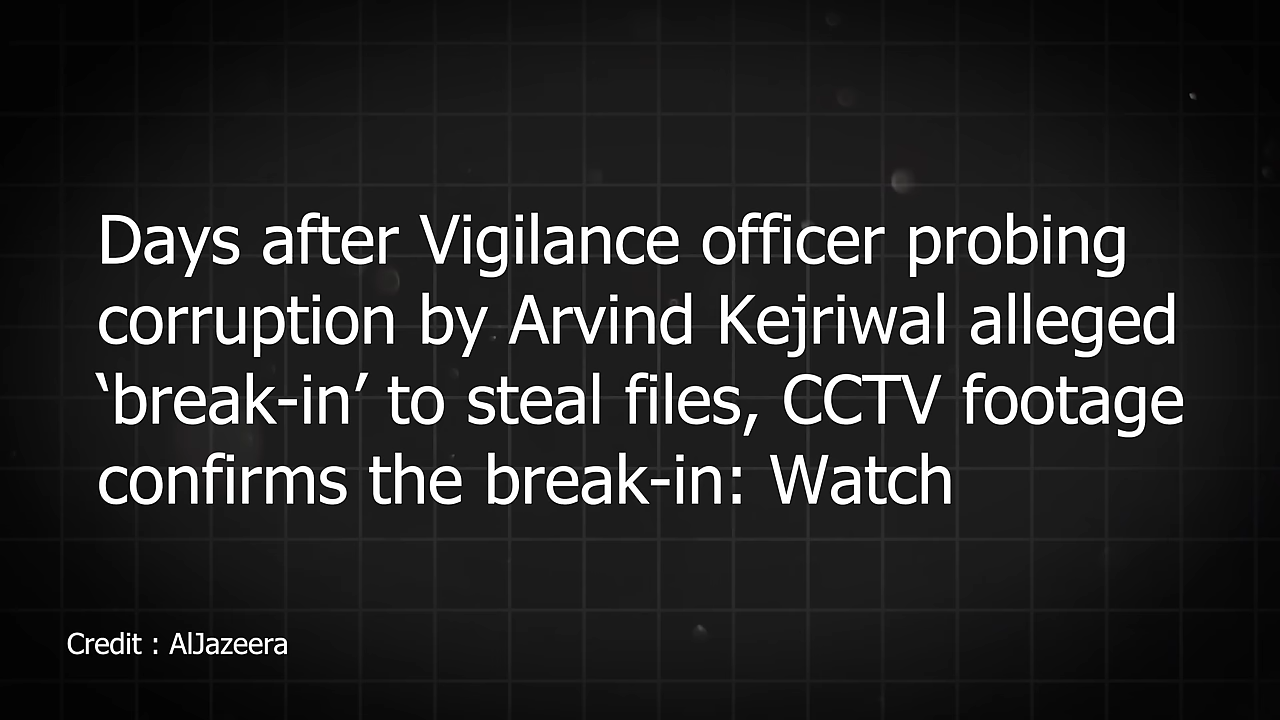 Days after Vigilance officer probing
corruption by Arvind Kejriwal alleged
‘break-in’ to steal files, CCTV footage
confirms the break-in: Watch
Credit : AlJazeera